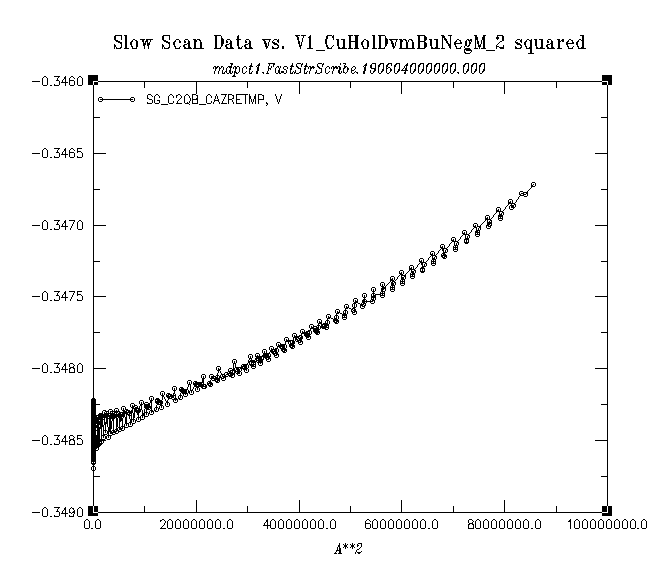 Slow Scan Data vs. V1_CuHolDvmBuNegM_2 squared
mdpct1.FastStrScribe.190604000000.000
SG_C2QB_CAZRETMP, V
-0.3460
-0.3465
-0.3470
-0.3475
-0.3480
-0.3485
-0.3490
0.0 20000000.0 40000000.0 60000000.0 80000000.0 100000000.0
A**2